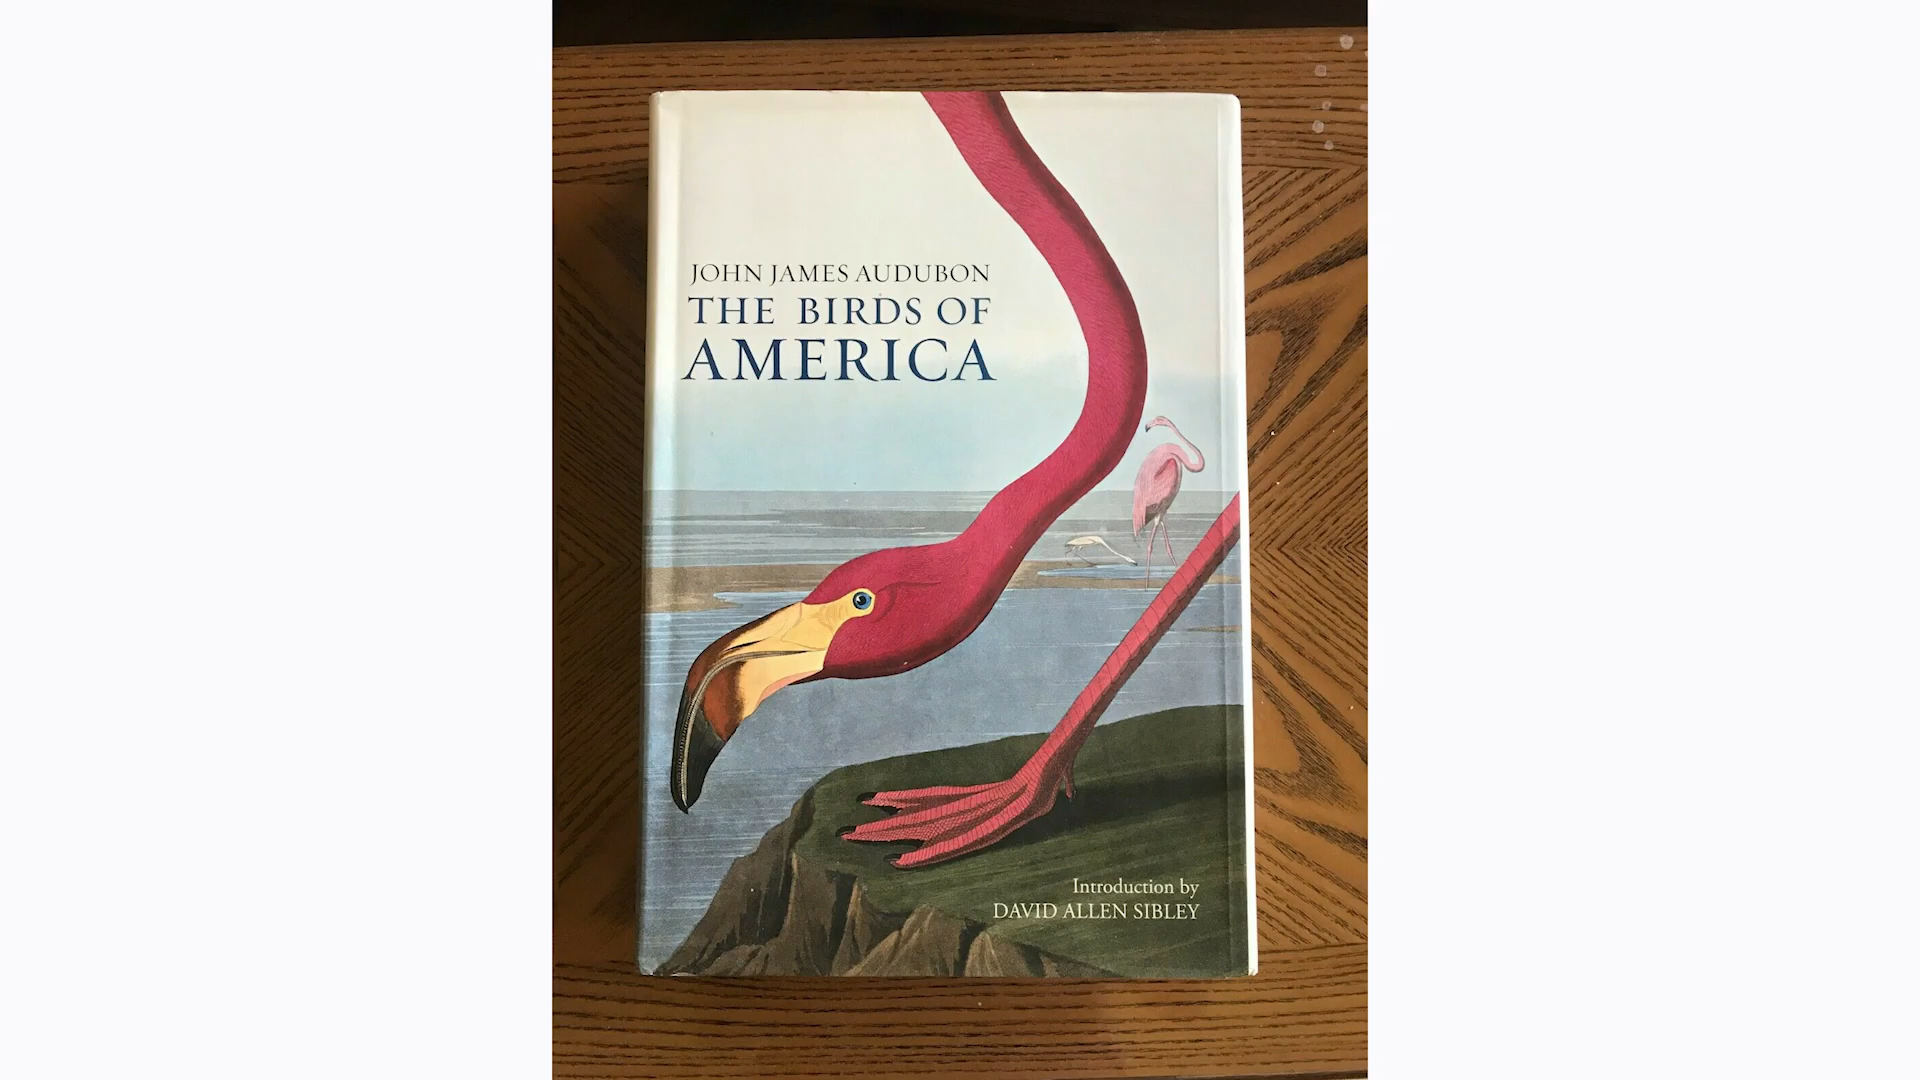 JOHN JAMES AUDUBON
THE BIRDS OF
AMERICA
Introduction by
DAVID ALLEN SIBLEY